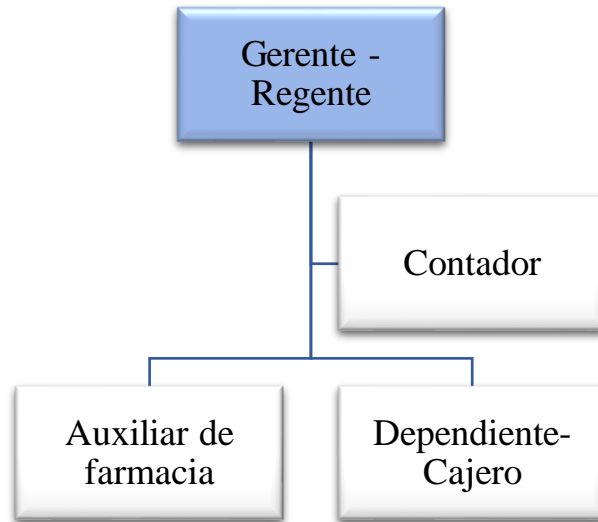 Gerente -
Regente
Contador
Auxiliar de
farmacia
Dependiente-
Cajero